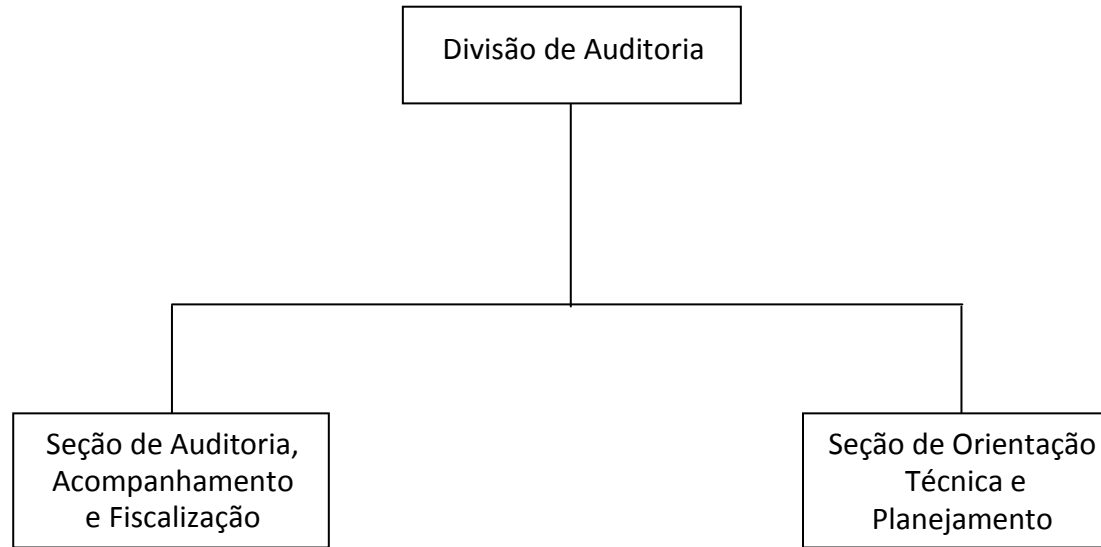 Divisão de Auditoria
Seção de Auditoria,
Acompanhamento
e Fiscalização
Seção de Orientação
Técnica e
Planejamento